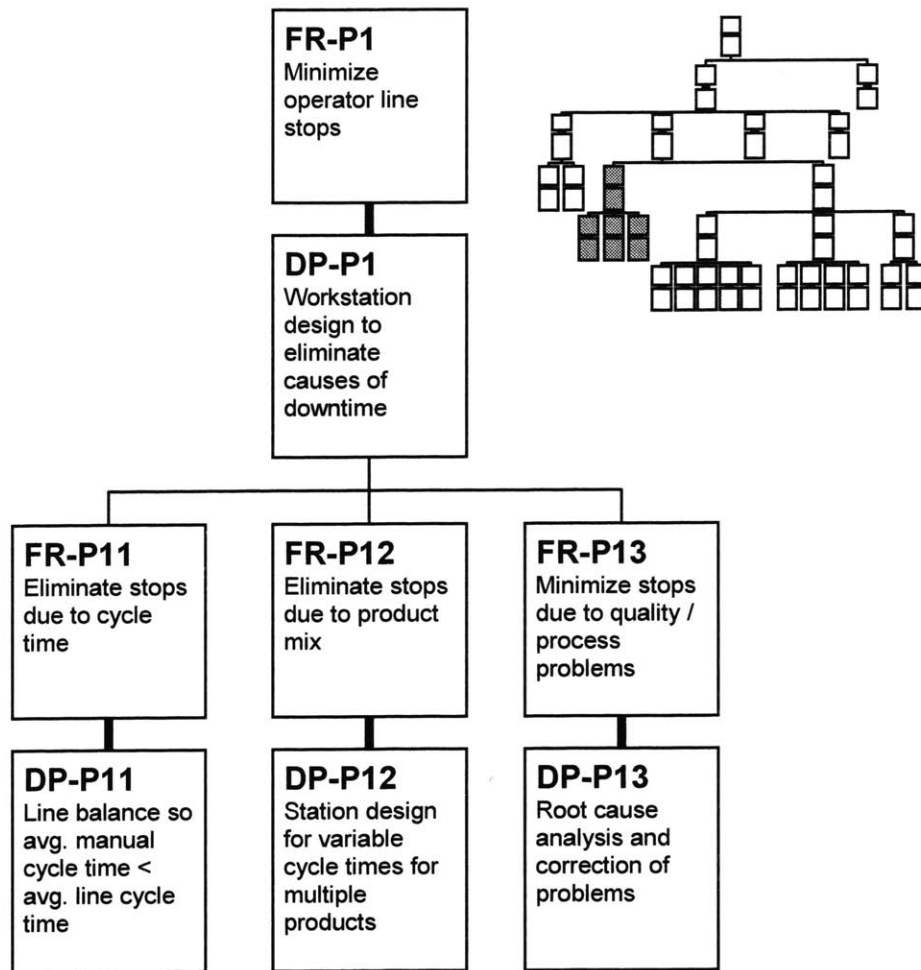 FR-P1
Minimize
operator line
stops
DP-P1
Workstation
design to
eliminate
causes of
downtime
FR-P11
Eliminate stops
due to cycle
time
FR-P12
Eliminate stops
due to product
mix
FR-P13
Minimize stops
due to quality /
process
problems
DP-P11
Line balance so
avg. manual
cycle time <
avg. line cycle
time
DP-P12
Station design
for variable
cycle times for
multiple
products
DP-P13
Root cause
analysis and
correction of
problems